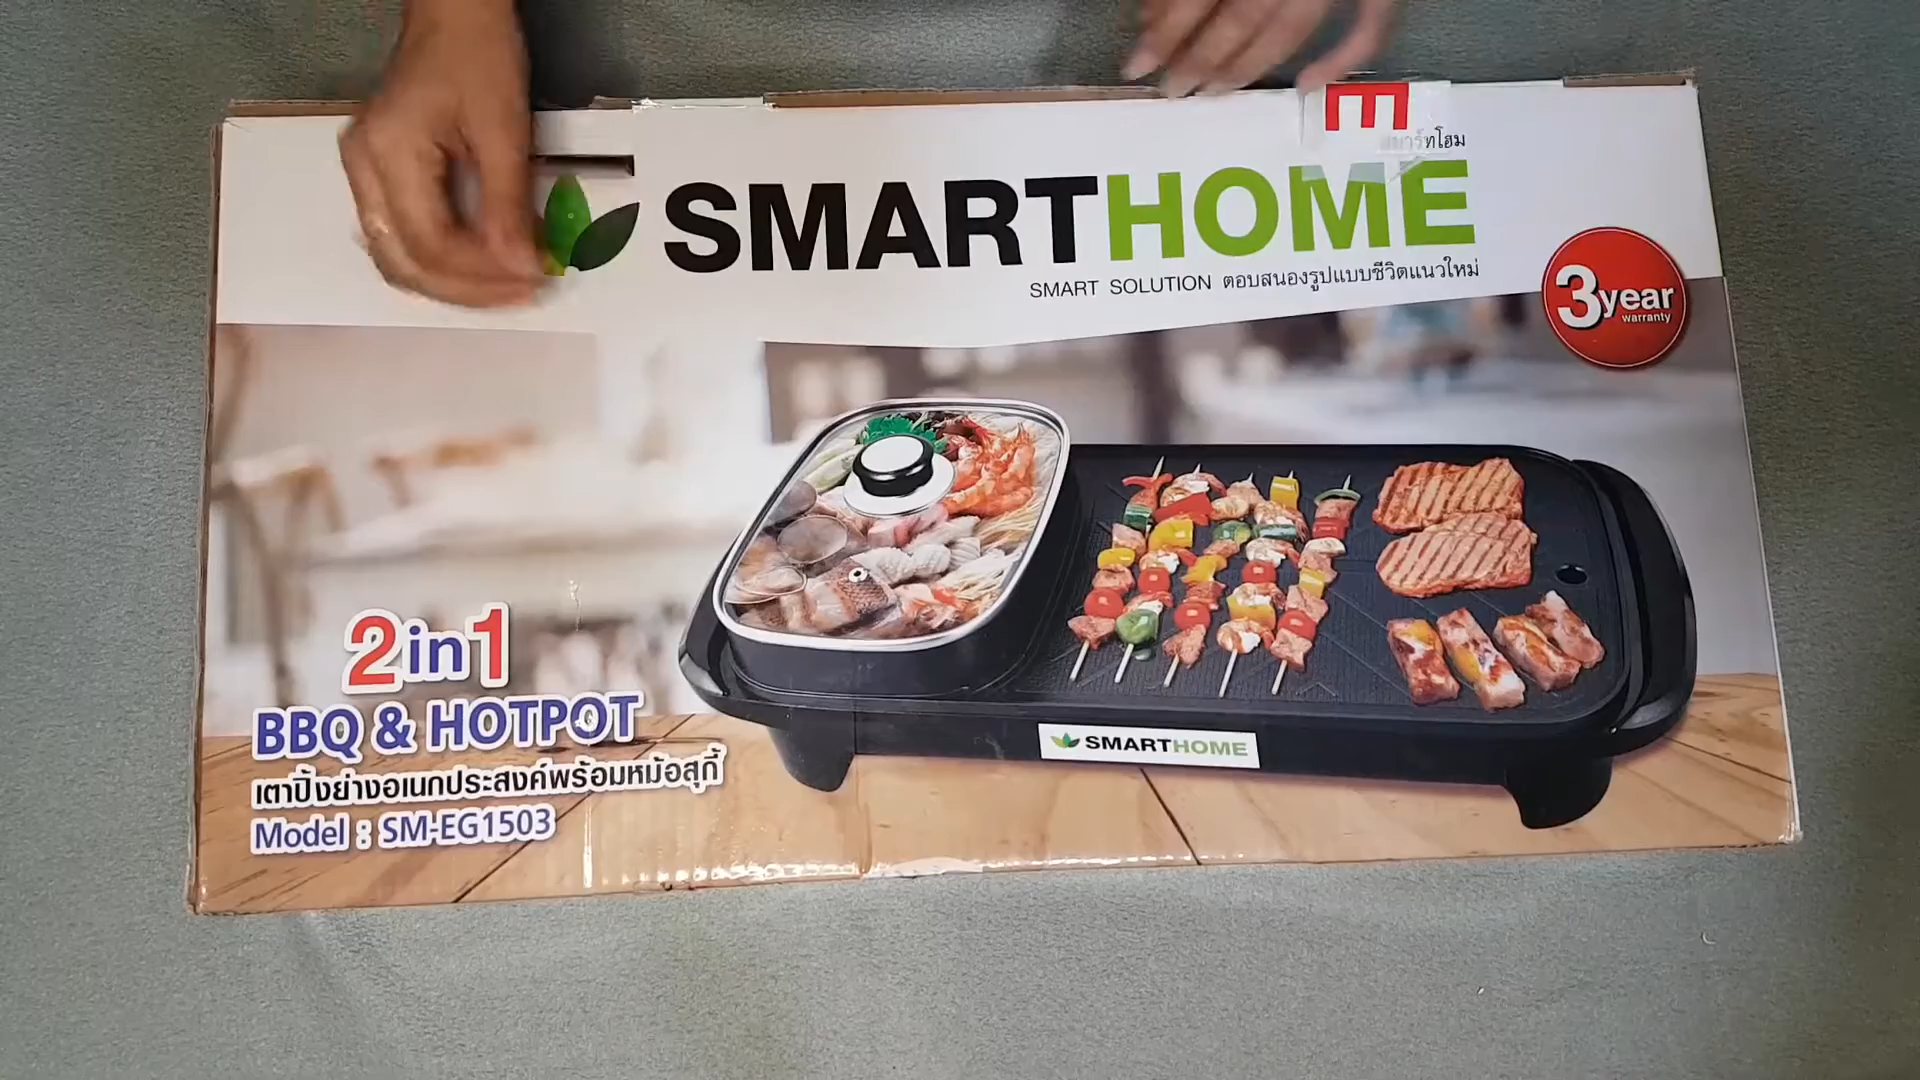 สมาร์ทโฮม
SMARTHOME
SMART SOLUTION ตอบสนองรูปแบบชีวิตแนวใหม่
3 year
warranty
2in1
BBQ & HOTPOT
เตาปิ้งย่างอเนกประสงค์พร้อมหม้อสุกี้
Model : SM-EG1503
SMARTHOME